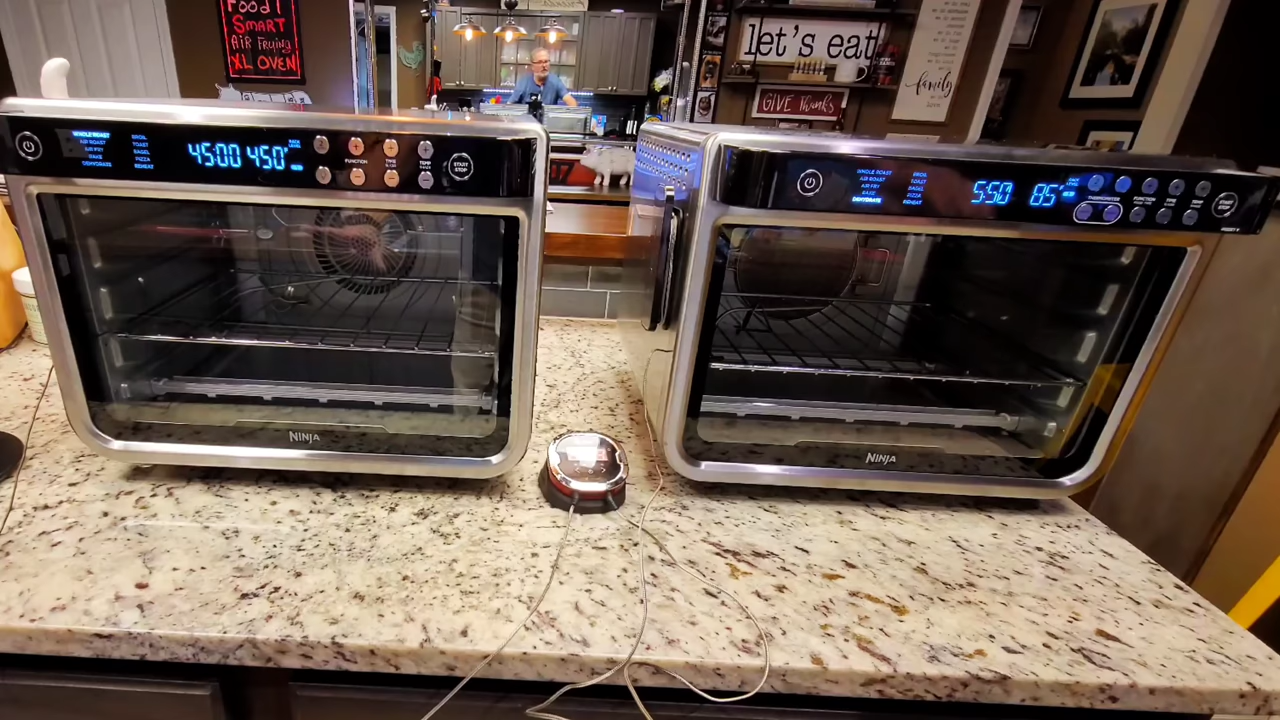 FOODI
SMART
AIR FRYING
XL OVEN
let's eat
GIVE THANKS
family
WHOLE ROAST
AIR ROAST
AIR FRY
BAKE
DEHYDRATE
BROIL
TOAST
BAGEL
PIZZA
REHEAT
45:00 450°
FUNCTION
TIME
TEMP
START
STOP
NINJA
WHOLE ROAST
AIR ROAST
AIR FRY
BAKE
DEHYDRATE
BROIL
TOAST
BAGEL
PIZZA
REHEAT
5:50 85°
THERMOMETER
FUNCTION
TIME
TEMP
START
STOP
NINJA